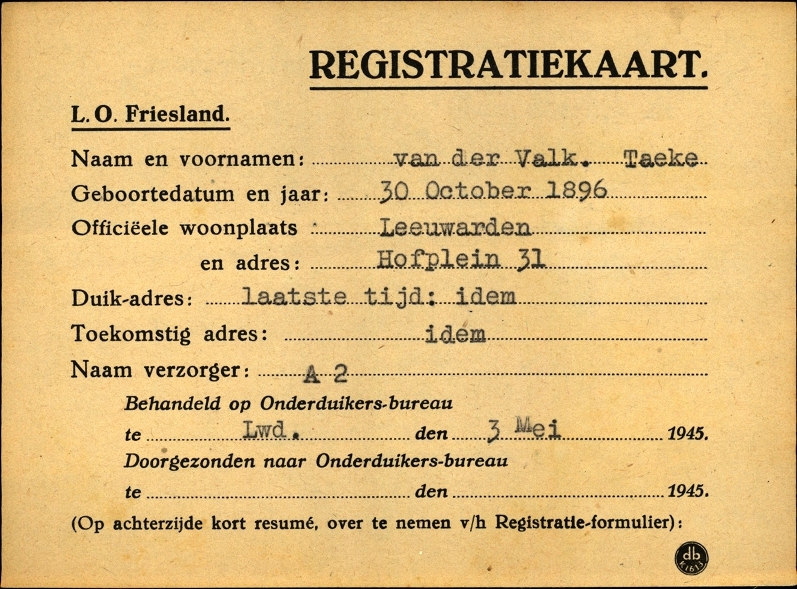 REGISTRATIEKAART.
L.O. Friesland.
Naam en voornamen: van der Valk. Taeke
Geboortedatum en jaar: 30 October 1896
Officiëele woonplaats : Leeuwarden
en adres: Hofplein 31
Duik-adres: laatste tijd: idem
Toekomstig adres: idem
Naam verzorger: A 2
Behandeld op Onderduikers-bureau
te Lwd. den 3 Mei 1945.
Doorgezonden naar Onderduikers-bureau
te den 1945.
(Op achterzijde kort resumé, over te nemen v/h Registratie-formulier):
db
K1613